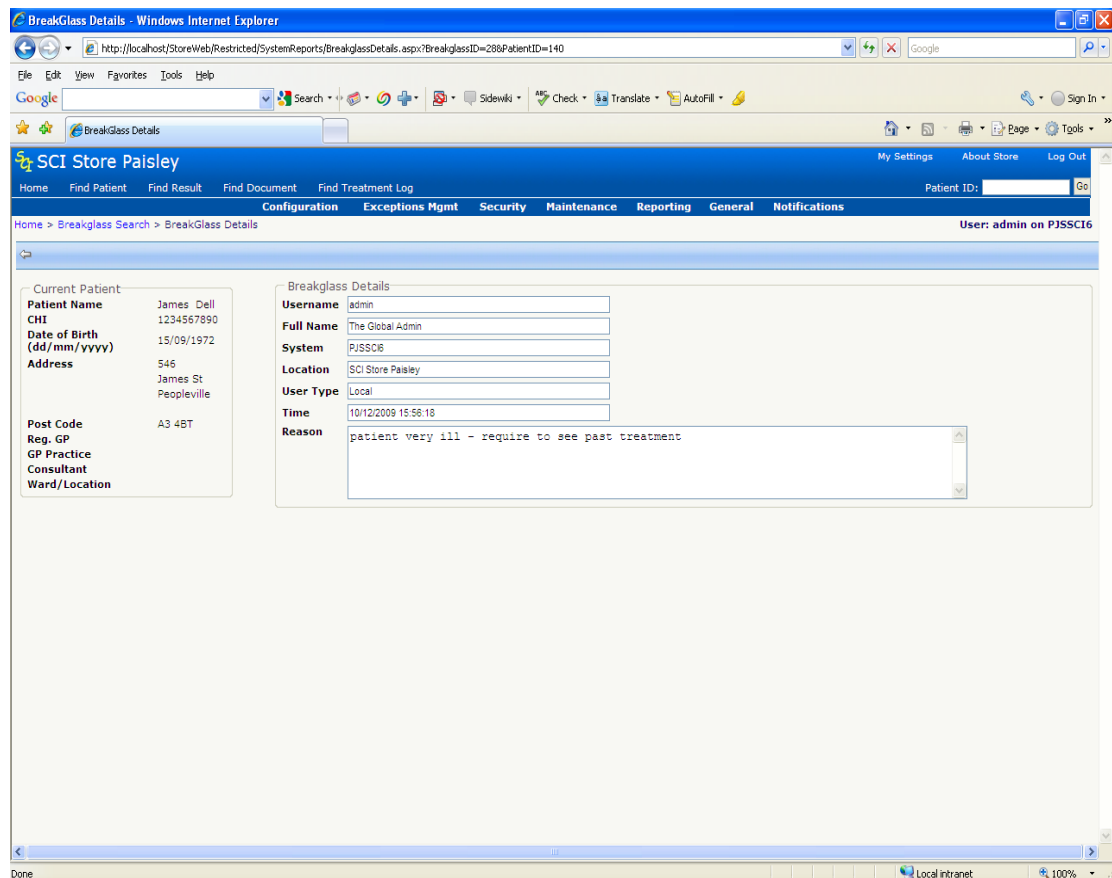 BreakGlass Details - Windows Internet Explorer
http://localhost/StoreWeb/Restricted/SystemReports/BreakglassDetails.aspx?BreakglassID=28&PatientID=140
Google
File Edit View Favorites Tools Help
Google Search Sidewiki Check Translate AutoFill Sign In
BreakGlass Details Page Tools
SCI Store Paisley My Settings About Store Log Out
Home Find Patient Find Result Find Document Find Treatment Log Patient ID: Go
Configuration Exceptions Mgmt Security Maintenance Reporting General Notifications
Home > Breakglass Search > BreakGlass Details User: admin on PJSSCI6
Current Patient
Patient Name James Dell
CHI 1234567890
Date of Birth
(dd/mm/yyyy) 15/09/1972
Address 546
James St
Peopleville
Post Code A3 4BT
Reg. GP
GP Practice
Consultant
Ward/Location
Breakglass Details
Username admin
Full Name The Global Admin
System PJSSCI6
Location SCI Store Paisley
User Type Local
Time 10/12/2009 15:56:18
Reason patient very ill - require to see past treatment
Done Local intranet 100%